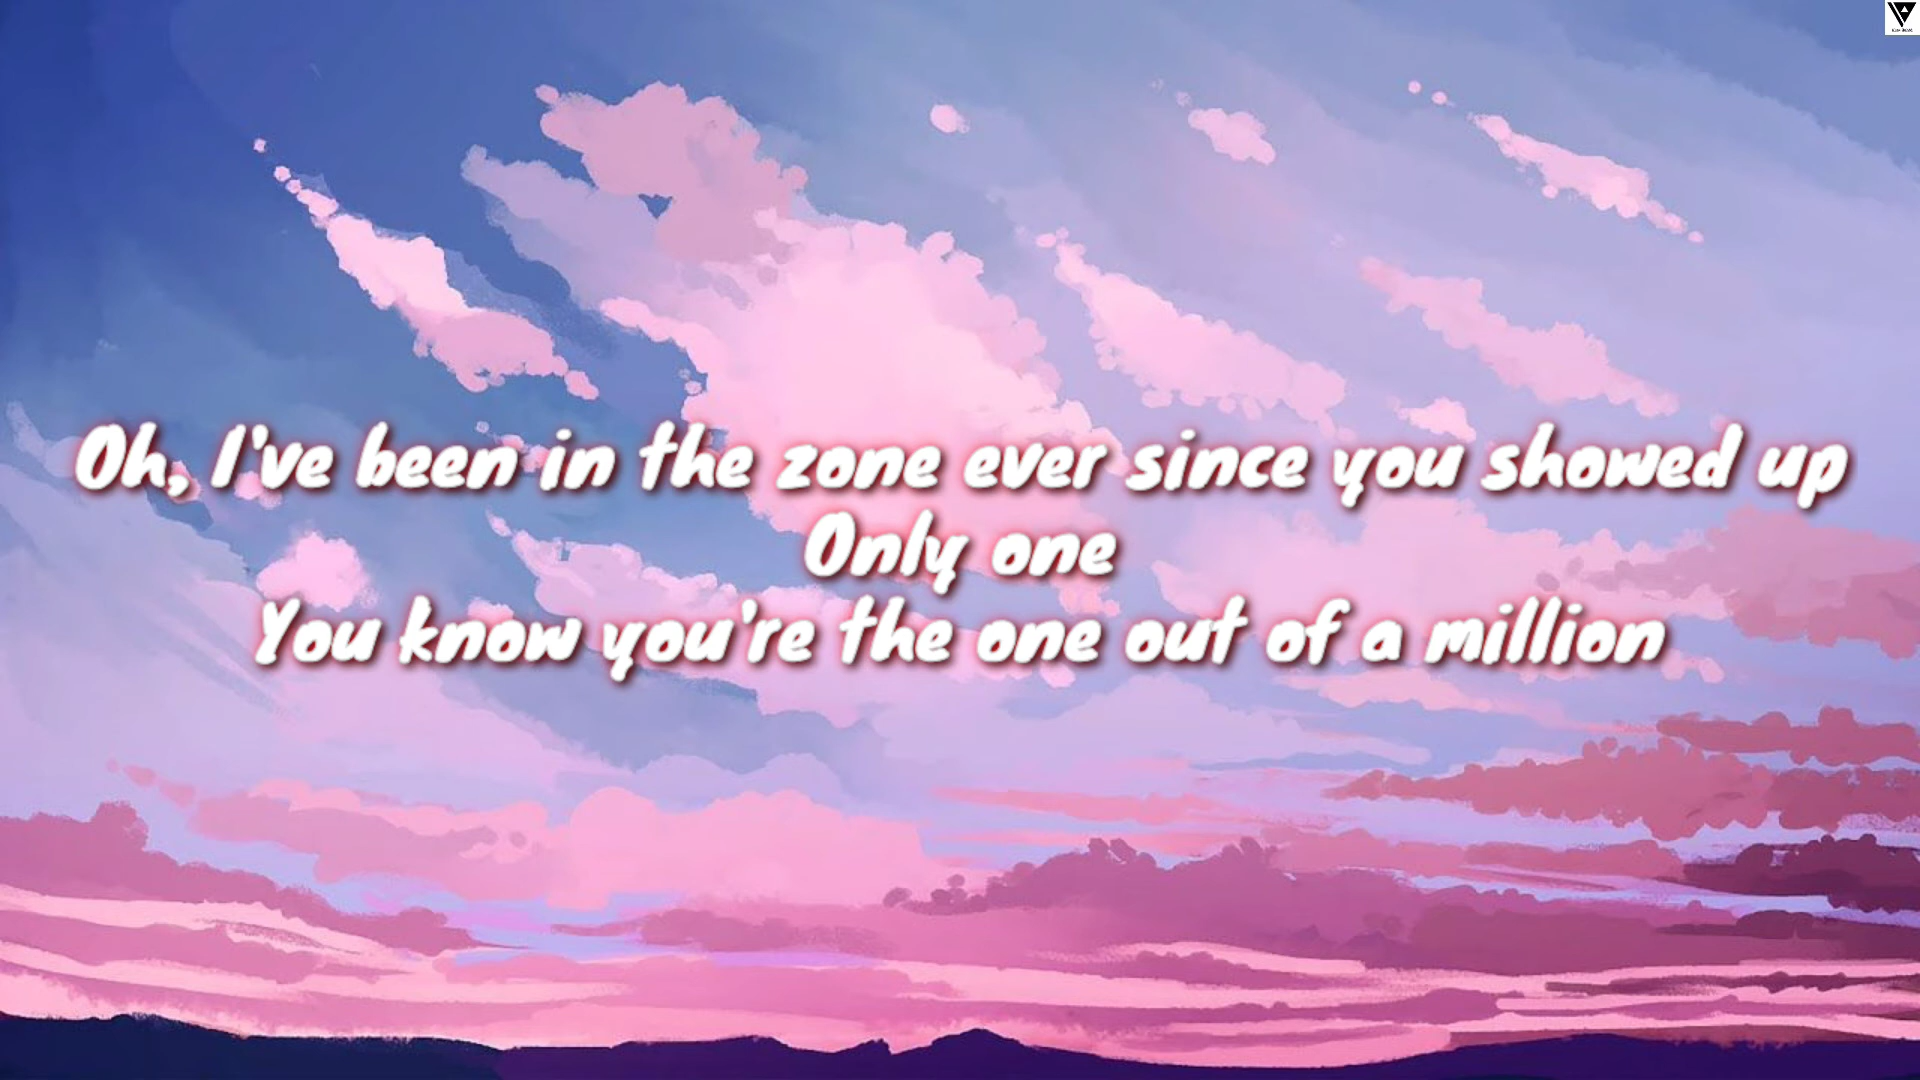 Oh, I've been in the zone ever since you showed up
Only one
You know you're the one out of a million